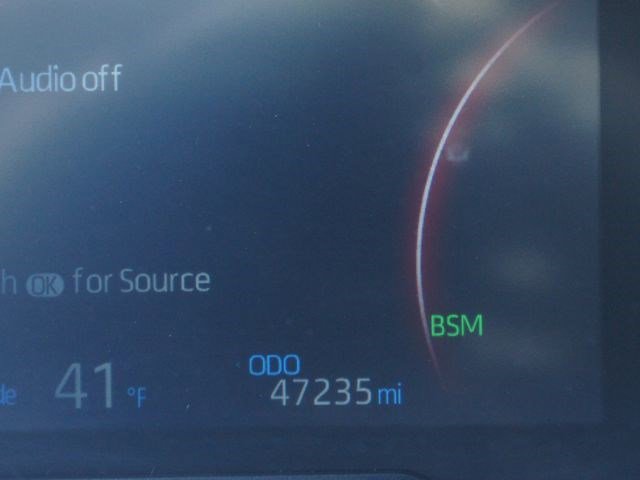 Audio off
h OK for Source
de 41 °F
ODO
47235 mi
BSM